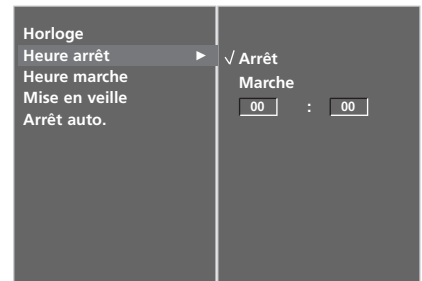 Horloge
Heure arrêt ►
Heure marche
Mise en veille
Arrêt auto.
√ Arrêt
Marche
00 : 00